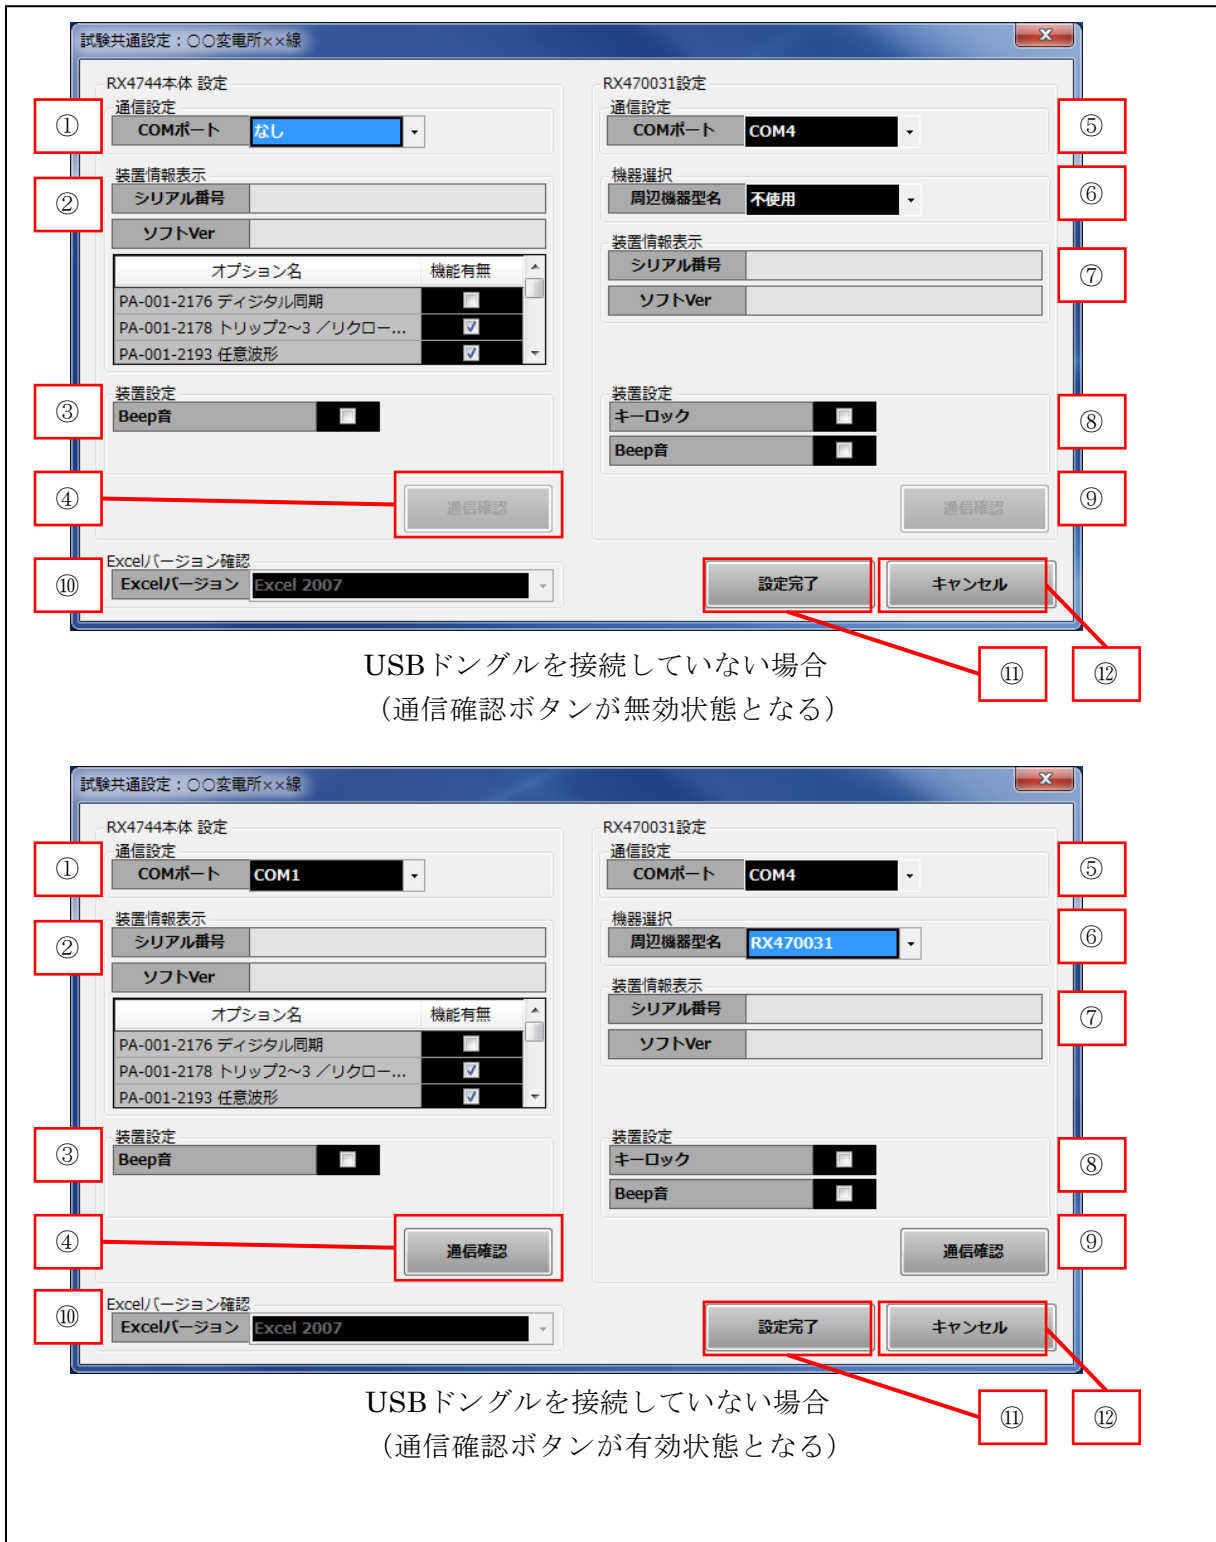 試験共通設定：○○変電所××線
RX4744本体 設定
通信設定
① COMポート なし
装置情報表示
② シリアル番号
ソフトVer
オプション名 機能有無
PA-001-2176 ディジタル同期
PA-001-2178 トリップ2～3 ／リクロー...
PA-001-2193 任意波形
装置設定
③ Beep音
④ 通信確認
RX470031設定
通信設定
COMポート COM4 ⑤
機器選択
周辺機器型名 不使用 ⑥
装置情報表示
シリアル番号 ⑦
ソフトVer
装置設定
キーロック ⑧
Beep音
通信確認 ⑨
Excelバージョン確認
⑩ Excelバージョン Excel 2007
設定完了 キャンセル
⑪ ⑫
USBドングルを接続していない場合
（通信確認ボタンが無効状態となる）
試験共通設定：○○変電所××線
RX4744本体 設定
通信設定
① COMポート COM1
装置情報表示
② シリアル番号
ソフトVer
オプション名 機能有無
PA-001-2176 ディジタル同期
PA-001-2178 トリップ2～3 ／リクロー...
PA-001-2193 任意波形
装置設定
③ Beep音
④ 通信確認
RX470031設定
通信設定
COMポート COM4 ⑤
機器選択
周辺機器型名 RX470031 ⑥
装置情報表示
シリアル番号 ⑦
ソフトVer
装置設定
キーロック ⑧
Beep音
通信確認 ⑨
Excelバージョン確認
⑩ Excelバージョン Excel 2007
設定完了 キャンセル
⑪ ⑫
USBドングルを接続していない場合
（通信確認ボタンが有効状態となる）